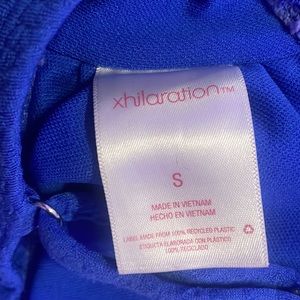 xhilaration™
S
MADE IN VIETNAM
HECHO EN VIETNAM
LABEL MADE FROM 100% RECYCLED PLASTIC
ETIQUETA ELABORADA CON PLÁSTICO
100% RECICLADO